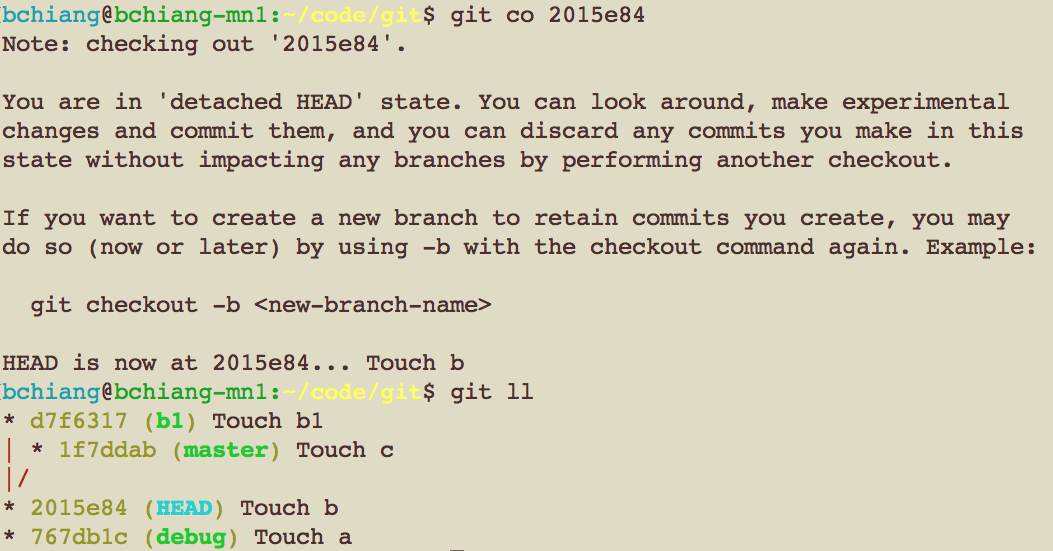 bchiang@bchiang-mn1:~/code/git$ git co 2015e84
Note: checking out '2015e84'.
You are in 'detached HEAD' state. You can look around, make experimental
changes and commit them, and you can discard any commits you make in this
state without impacting any branches by performing another checkout.
If you want to create a new branch to retain commits you create, you may
do so (now or later) by using -b with the checkout command again. Example:
git checkout -b <new-branch-name>
HEAD is now at 2015e84... Touch b
bchiang@bchiang-mn1:~/code/git$ git ll
* d7f6317 (b1) Touch b1
| * 1f7ddab (master) Touch c
|/
* 2015e84 (HEAD) Touch b
* 767db1c (debug) Touch a